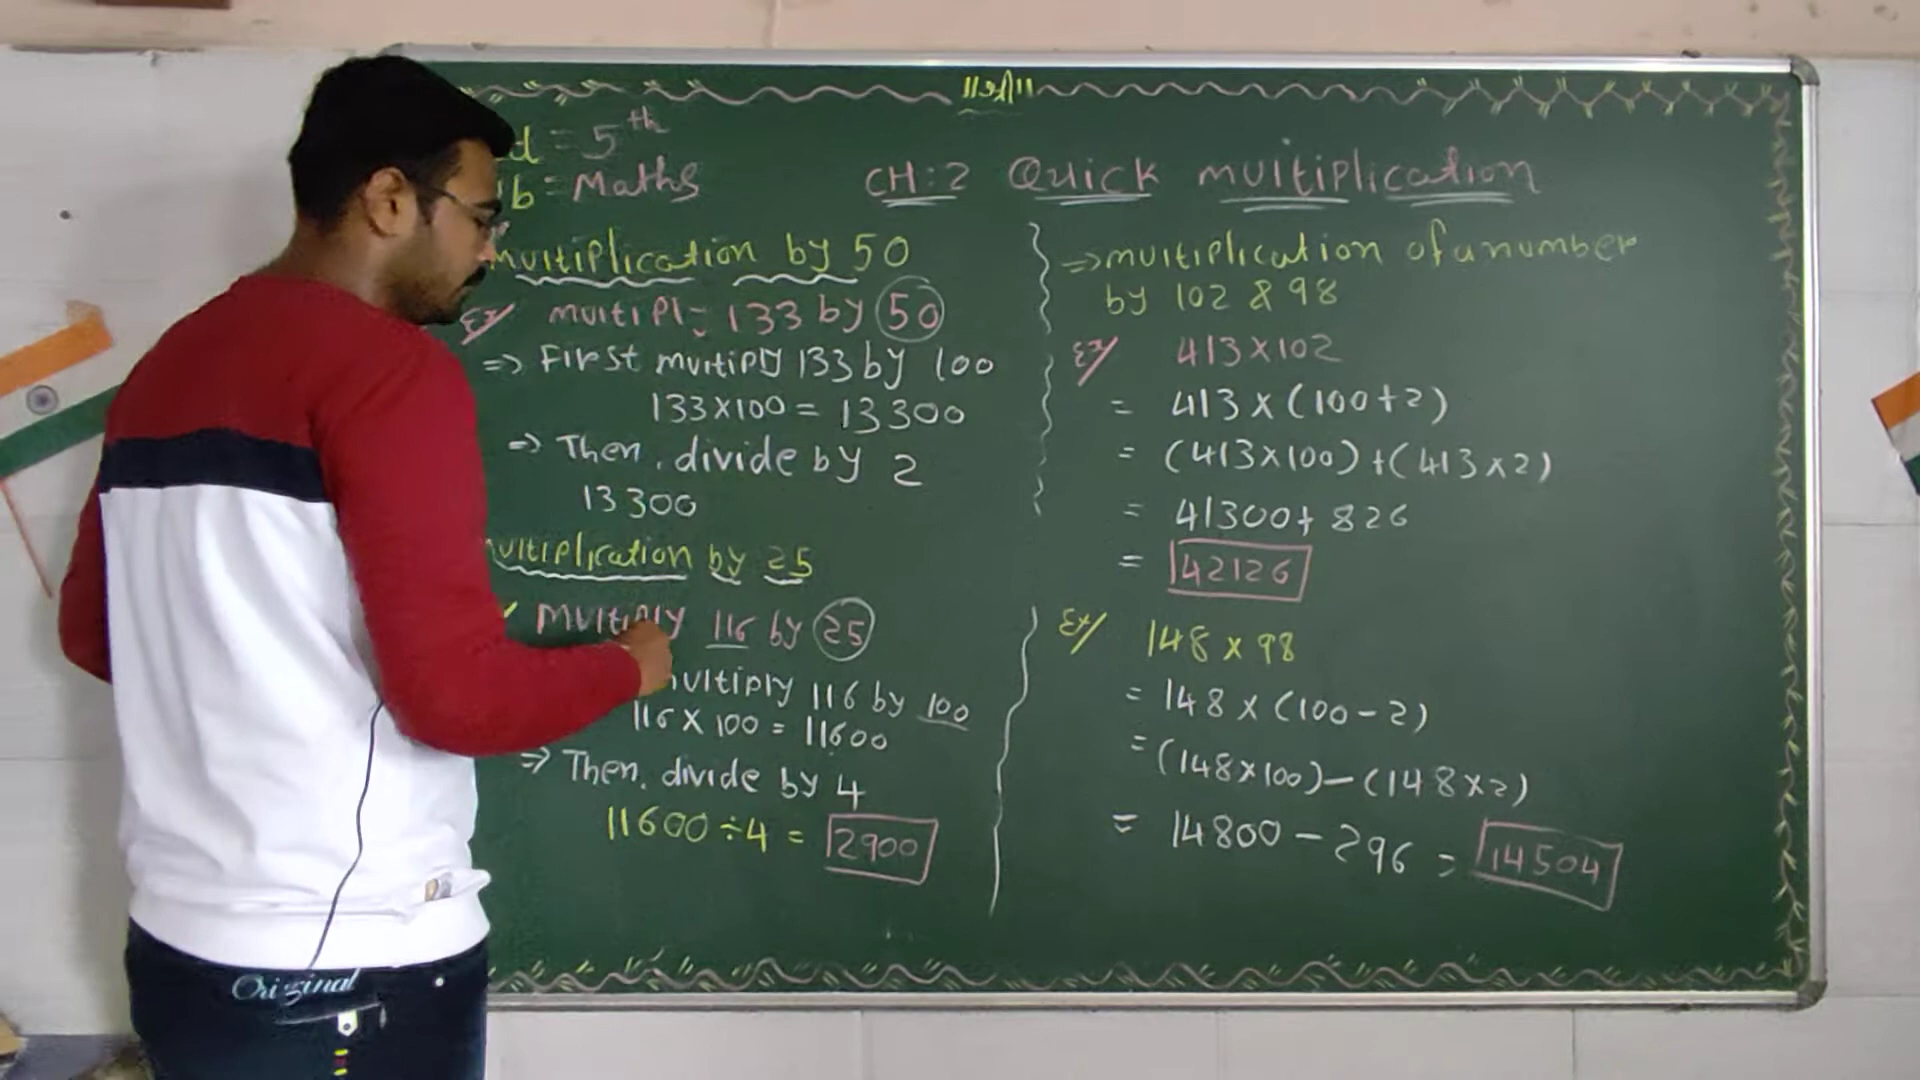 = 5th
= Maths
CH:2 Quick multiplication
multiplication by 50
Ex/ multiply 133 by 50
=> First multiply 133 by 100
133×100 = 13300
=> Then, divide by 2
13300
ultiplication by 25
Multiply 116 by 25
ultiply 116 by 100
116 × 100 = 11600
=> Then, divide by 4
11600 ÷ 4 = 2900
=> multiplication of a number
by 102 & 98
Ex/ 413×102
= 413×(100+2)
= (413×100)+(413×2)
= 41300+826
= 42126
Ex/ 148×98
= 148×(100-2)
= (148×100)-(148×2)
= 14800-296 = 14504
Original